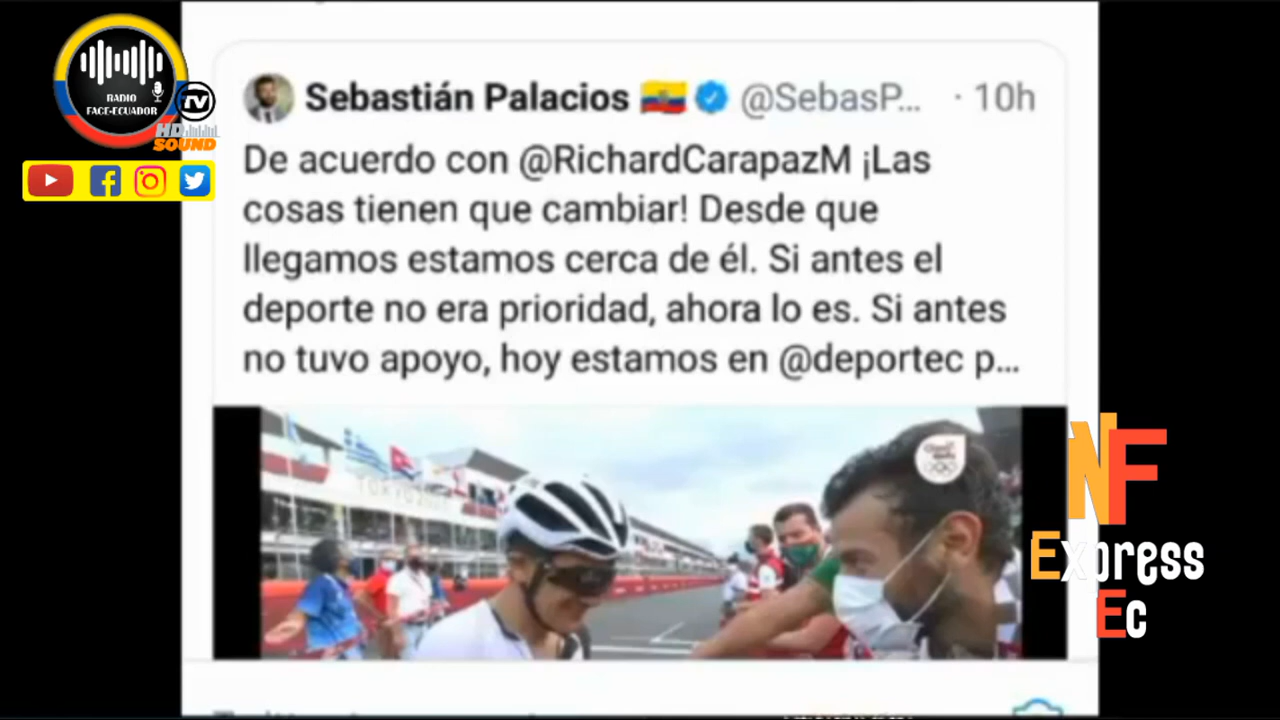 RADIO
FACE-ECUADOR
TV
HD
SOUND
Sebastián Palacios @SebasP... · 10h
De acuerdo con @RichardCarapazM ¡Las
cosas tienen que cambiar! Desde que
llegamos estamos cerca de él. Si antes el
deporte no era prioridad, ahora lo es. Si antes
no tuvo apoyo, hoy estamos en @deportec p...
TOKYO
NF
Express
Ec